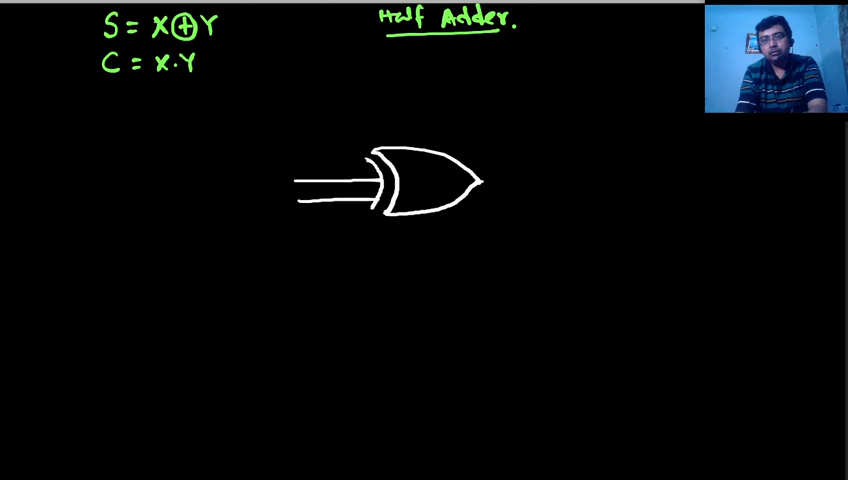 Half Adder.
S = X ⊕ Y
C = X · Y